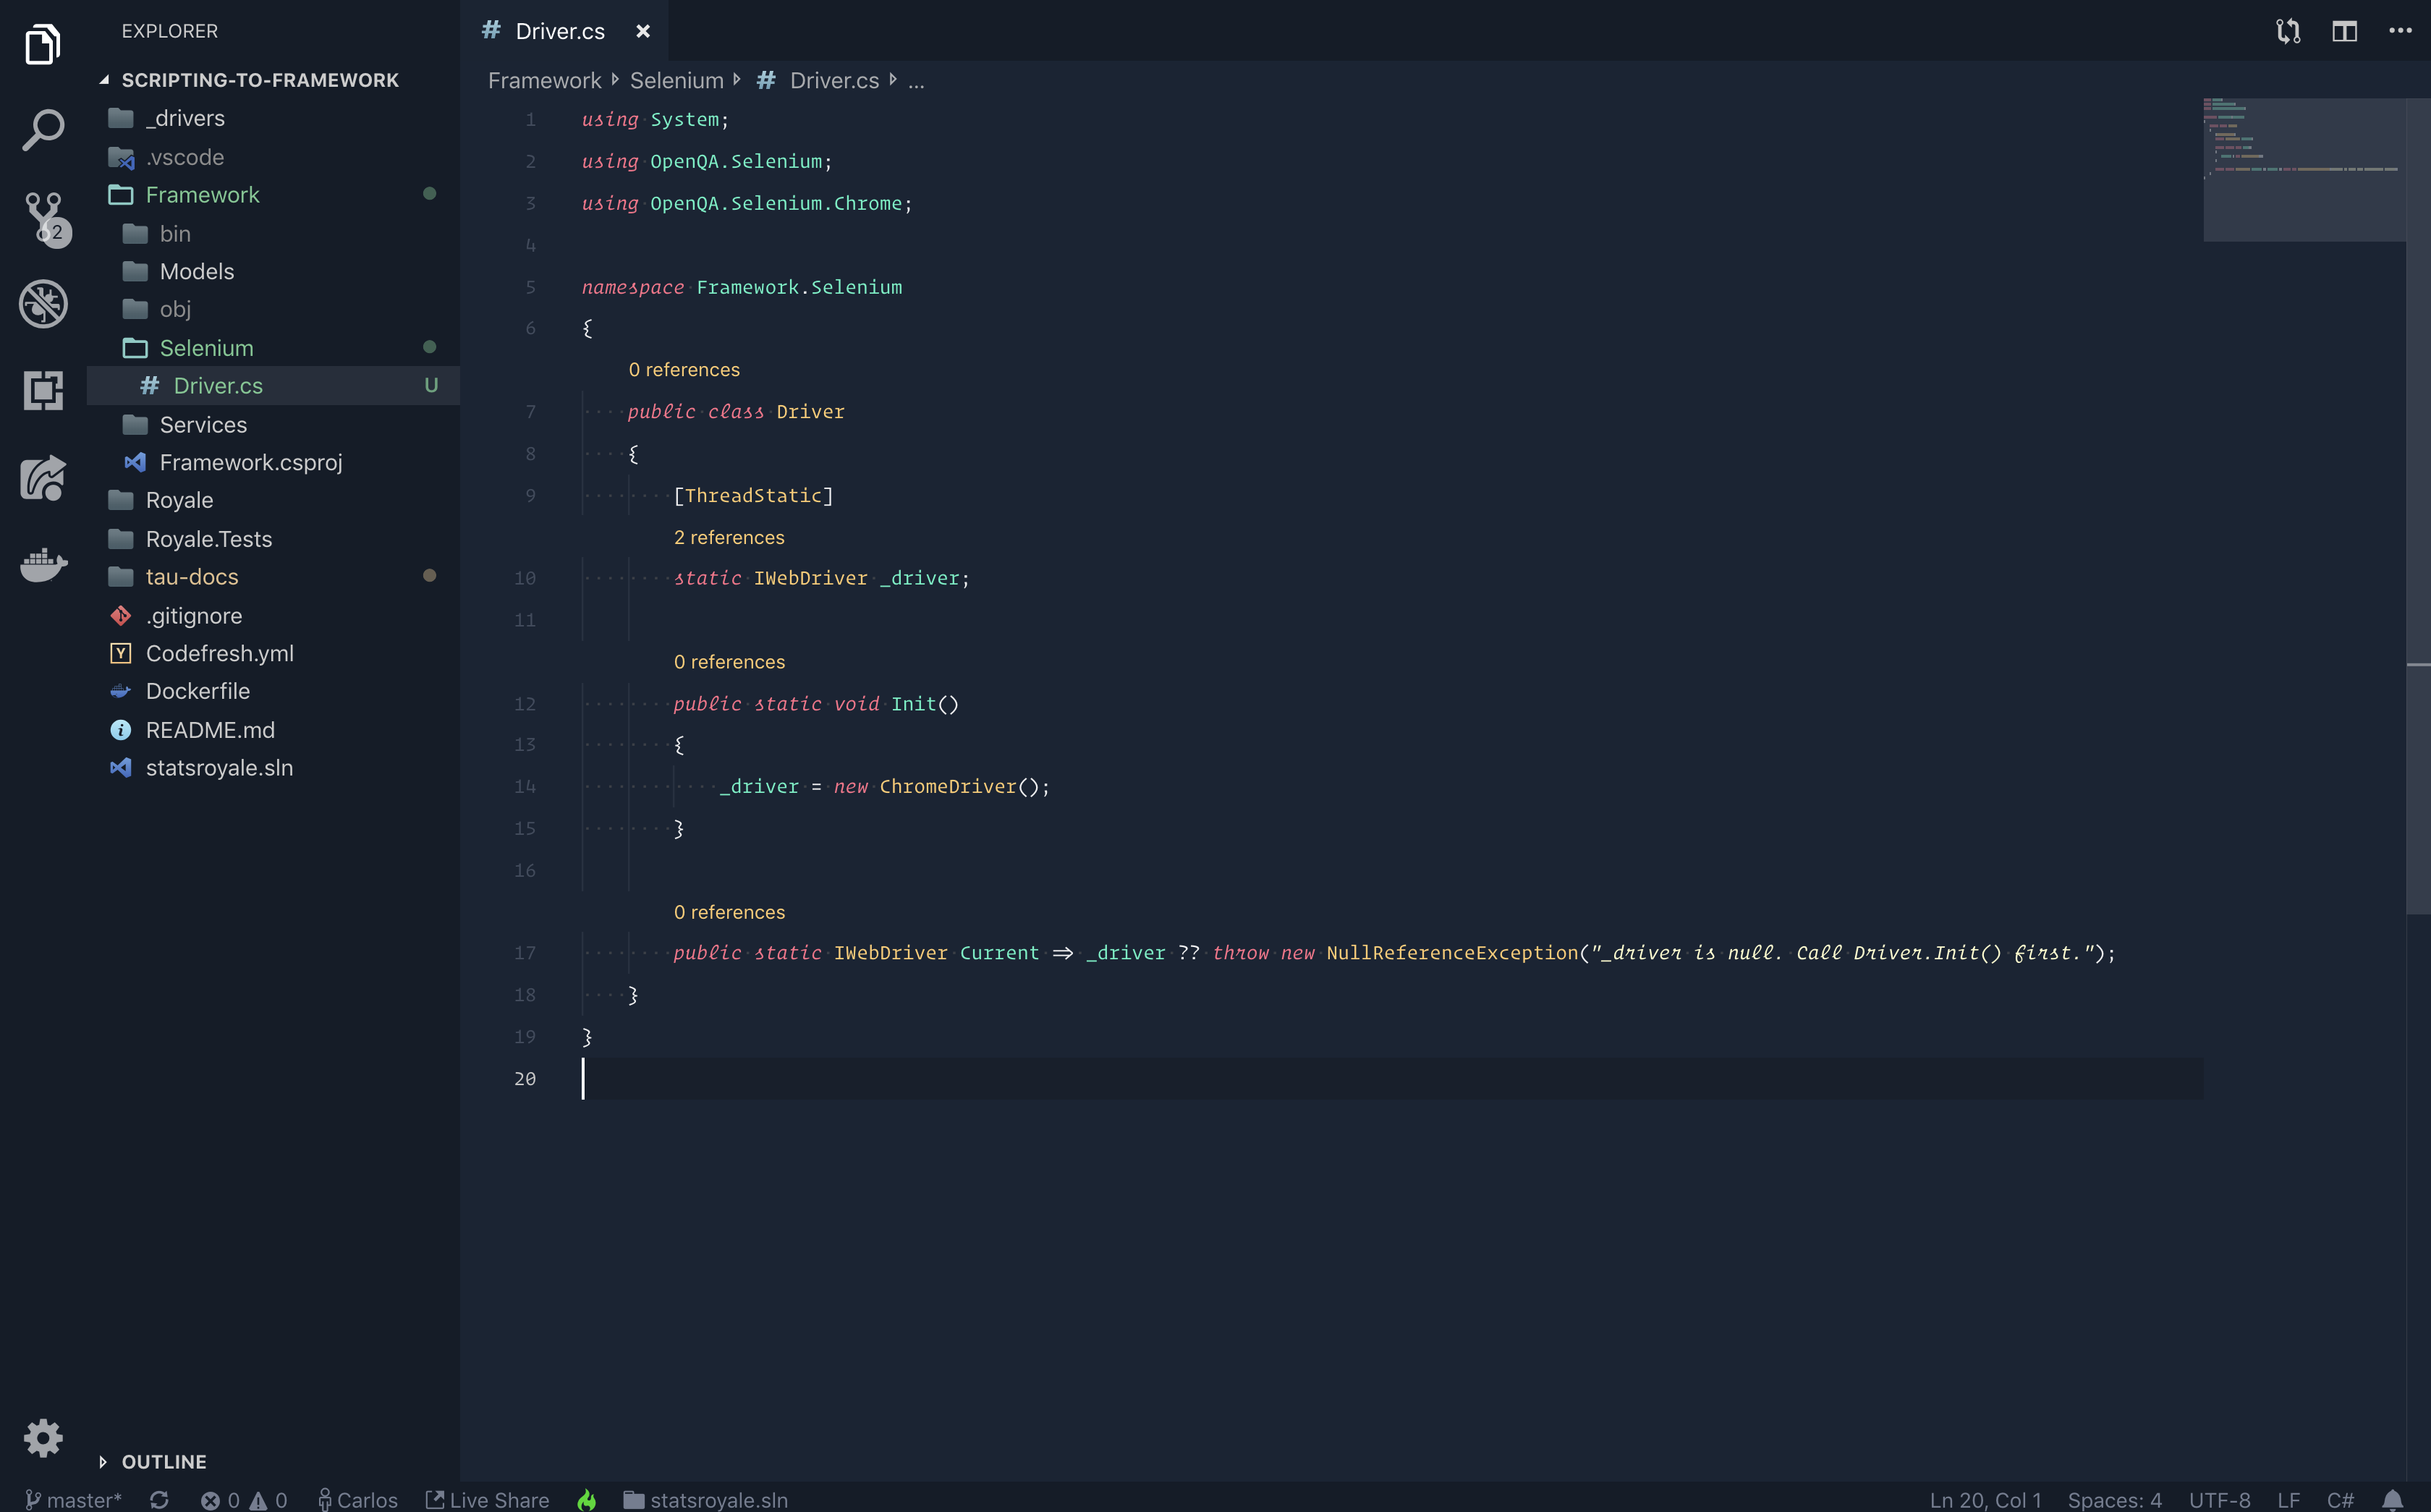 EXPLORER
SCRIPTING-TO-FRAMEWORK
_drivers
.vscode
Framework
bin
Models
obj
Selenium
# Driver.cs U
Services
Framework.csproj
Royale
Royale.Tests
tau-docs
.gitignore
Y Codefresh.yml
Dockerfile
i README.md
statsroyale.sln
OUTLINE
2
# Driver.cs ×
Framework Selenium # Driver.cs ...
1 using System;
2 using OpenQA.Selenium;
3 using OpenQA.Selenium.Chrome;
4
5 namespace Framework.Selenium
6 {
0 references
7 public class Driver
8 {
9 [ThreadStatic]
2 references
10 static IWebDriver _driver;
11
0 references
12 public static void Init()
13 {
14 _driver = new ChromeDriver();
15 }
16
0 references
17 public static IWebDriver Current => _driver ?? throw new NullReferenceException("_driver is null. Call Driver.Init() first.");
18 }
19 }
20
master* 0 0 Carlos Live Share statsroyale.sln Ln 20, Col 1 Spaces: 4 UTF-8 LF C#